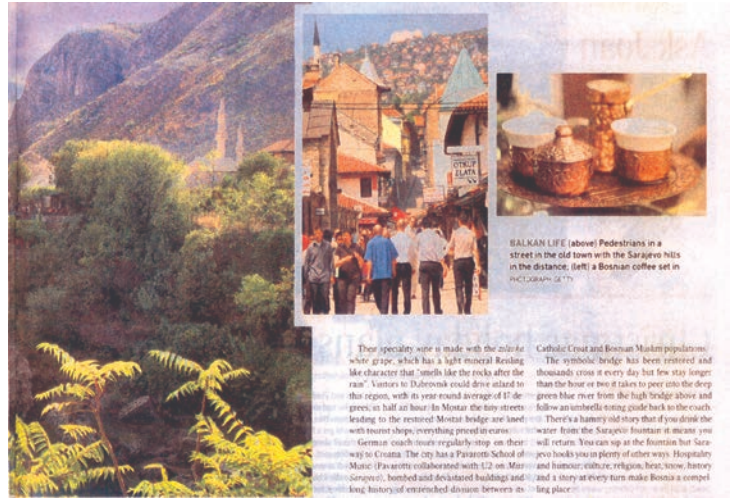 OTKUP
ZLATA
BALKAN LIFE (above) Pedestrians in a
street in the old town with the Sarajevo hills
in the distance; (left) a Bosnian coffee set in
PHOTOGRAPH GETTY
Their speciality wine is made with the zilavka
white grape, which has a light mineral Riesling
like character that "smells like the rocks after the
rain". Visitors to Dubrovnik could drive inland to
this region, with its year round average of 17 de-
grees, in half an hour. In Mostar the tiny streets
leading to the restored Mostar bridge are lined
with tourist shops, everything priced in euros.
German coach tours regularly stop on their
way to Croatia. The city has a Pavarotti School of
Music (Pavarotti collaborated with U2 on Miss
Sarajevo), bombed and devastated buildings and
long history of entrenched division between its
Catholic Croat and Bosnian Muslim populations.
The symbolic bridge has been restored and
thousands cross it every day but few stay longer
than the hour or two it takes to peer into the deep
green blue river from the high bridge above and
follow an umbrella toting guide back to the coach.
There's a hammy old story that if you drink the
water from the Sarajevo fountain it means you
will return. You can sip at the fountain but Sara-
jevo hooks you in plenty of other ways. Hospitality
and humour, culture, religion, heat, snow, history
and a story at every turn make Bosnia a compel-
ling place.